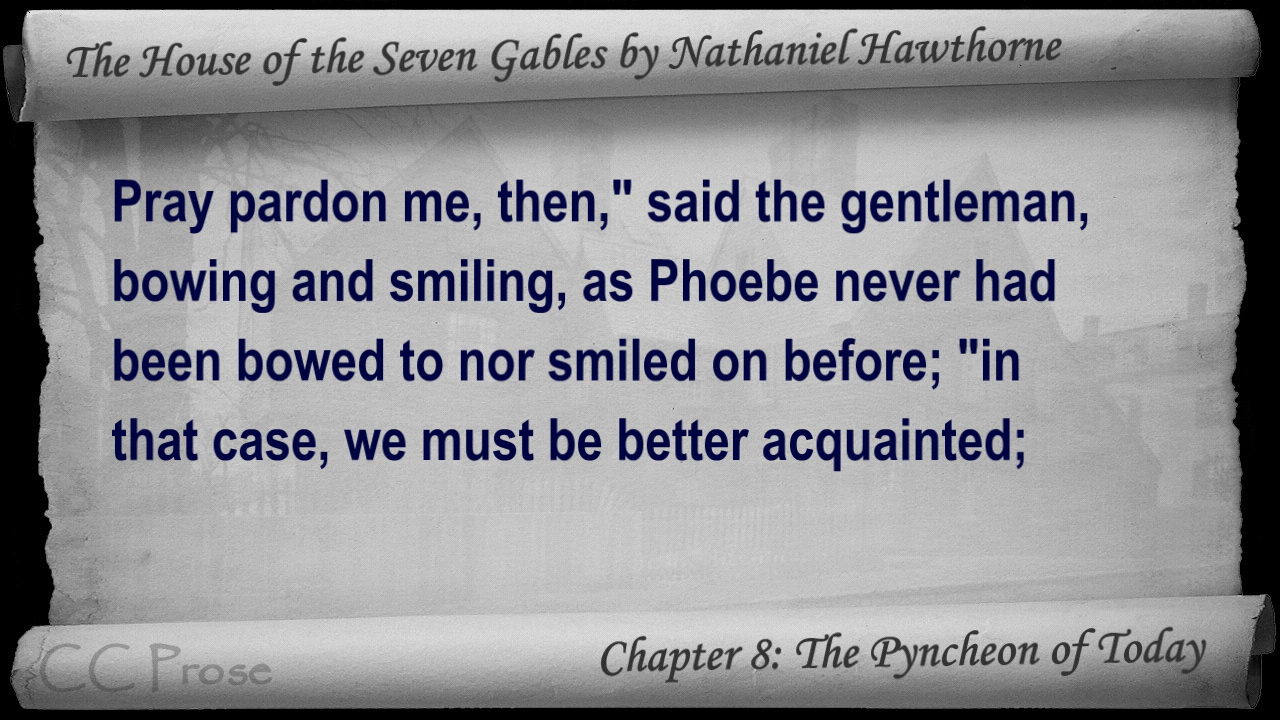 The House of the Seven Gables by Nathaniel Hawthorne
Pray pardon me, then," said the gentleman,
bowing and smiling, as Phoebe never had
been bowed to nor smiled on before; "in
that case, we must be better acquainted;
CC Prose
Chapter 8: The Pyncheon of Today